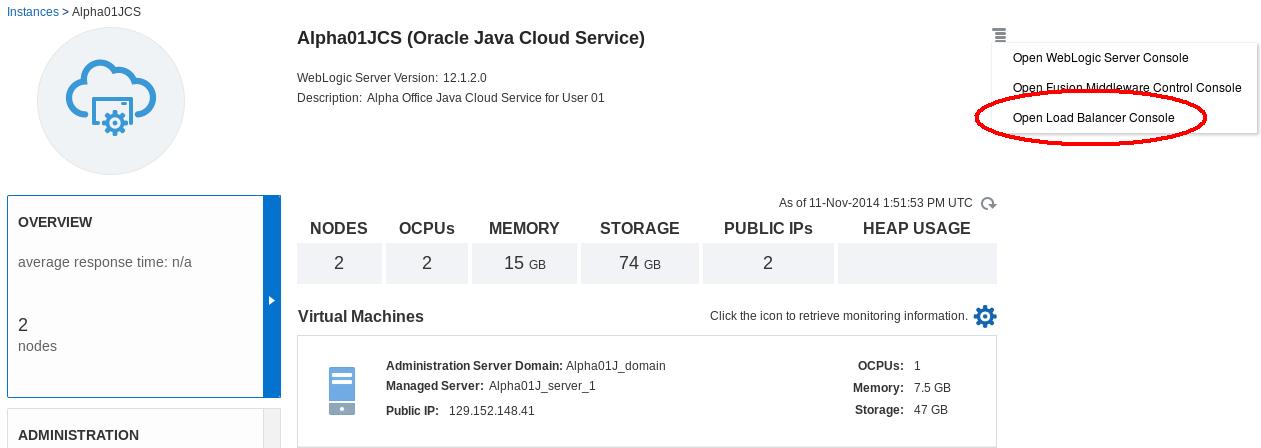 Instances > Alpha01JCS
Alpha01JCS (Oracle Java Cloud Service)
WebLogic Server Version: 12.1.2.0
Description: Alpha Office Java Cloud Service for User 01
Open WebLogic Server Console
Open Fusion Middleware Control Console
Open Load Balancer Console
OVERVIEW
average response time: n/a
2
nodes
ADMINISTRATION
As of 11-Nov-2014 1:51:53 PM UTC
NODES OCPUs MEMORY STORAGE PUBLIC IPs HEAP USAGE
2 2 15 GB 74 GB 2
Virtual Machines
Click the icon to retrieve monitoring information.
Administration Server Domain: Alpha01J_domain
Managed Server: Alpha01J_server_1
Public IP: 129.152.148.41
OCPUs: 1
Memory: 7.5 GB
Storage: 47 GB